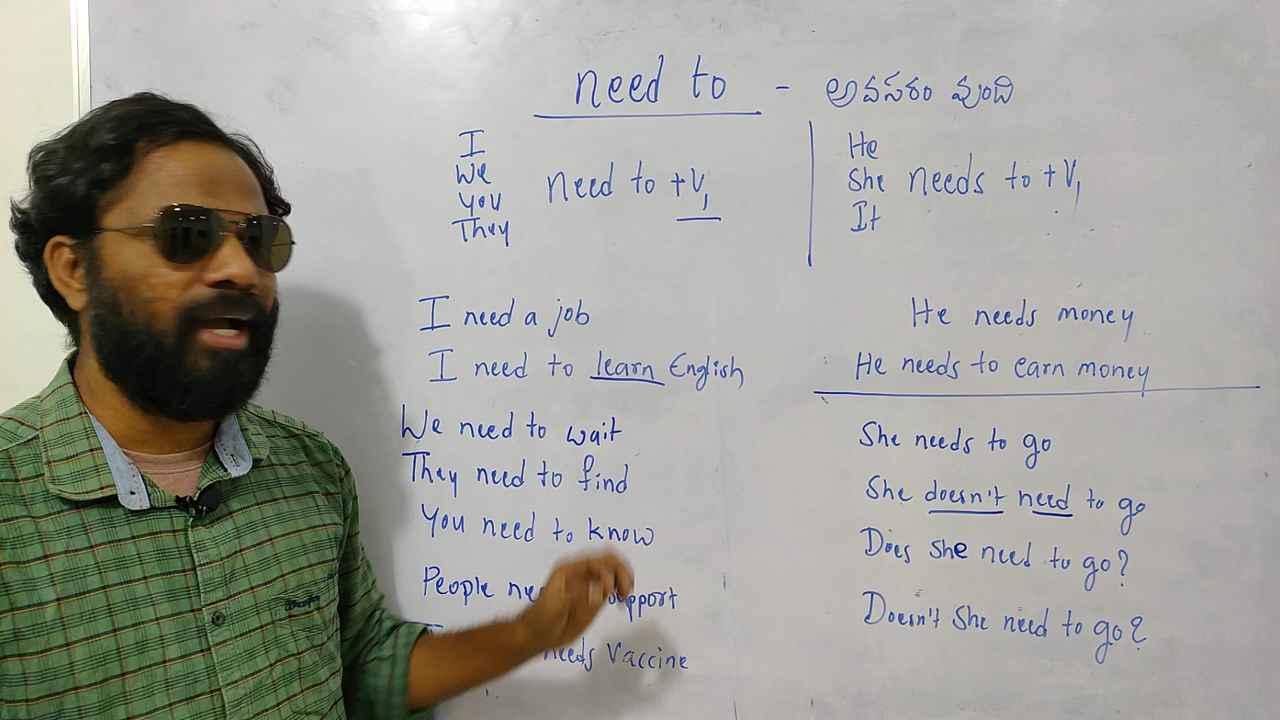 need to - అవసరం వుంది
I
We
You
They
need to + V1
He
She
It
needs to + V1
I need a job
I need to learn English
We need to wait
They need to find
You need to know
People support
needs Vaccine
He needs money
He needs to earn money
She needs to go
She doesn't need to go
Does she need to go?
Doesn't She need to go?